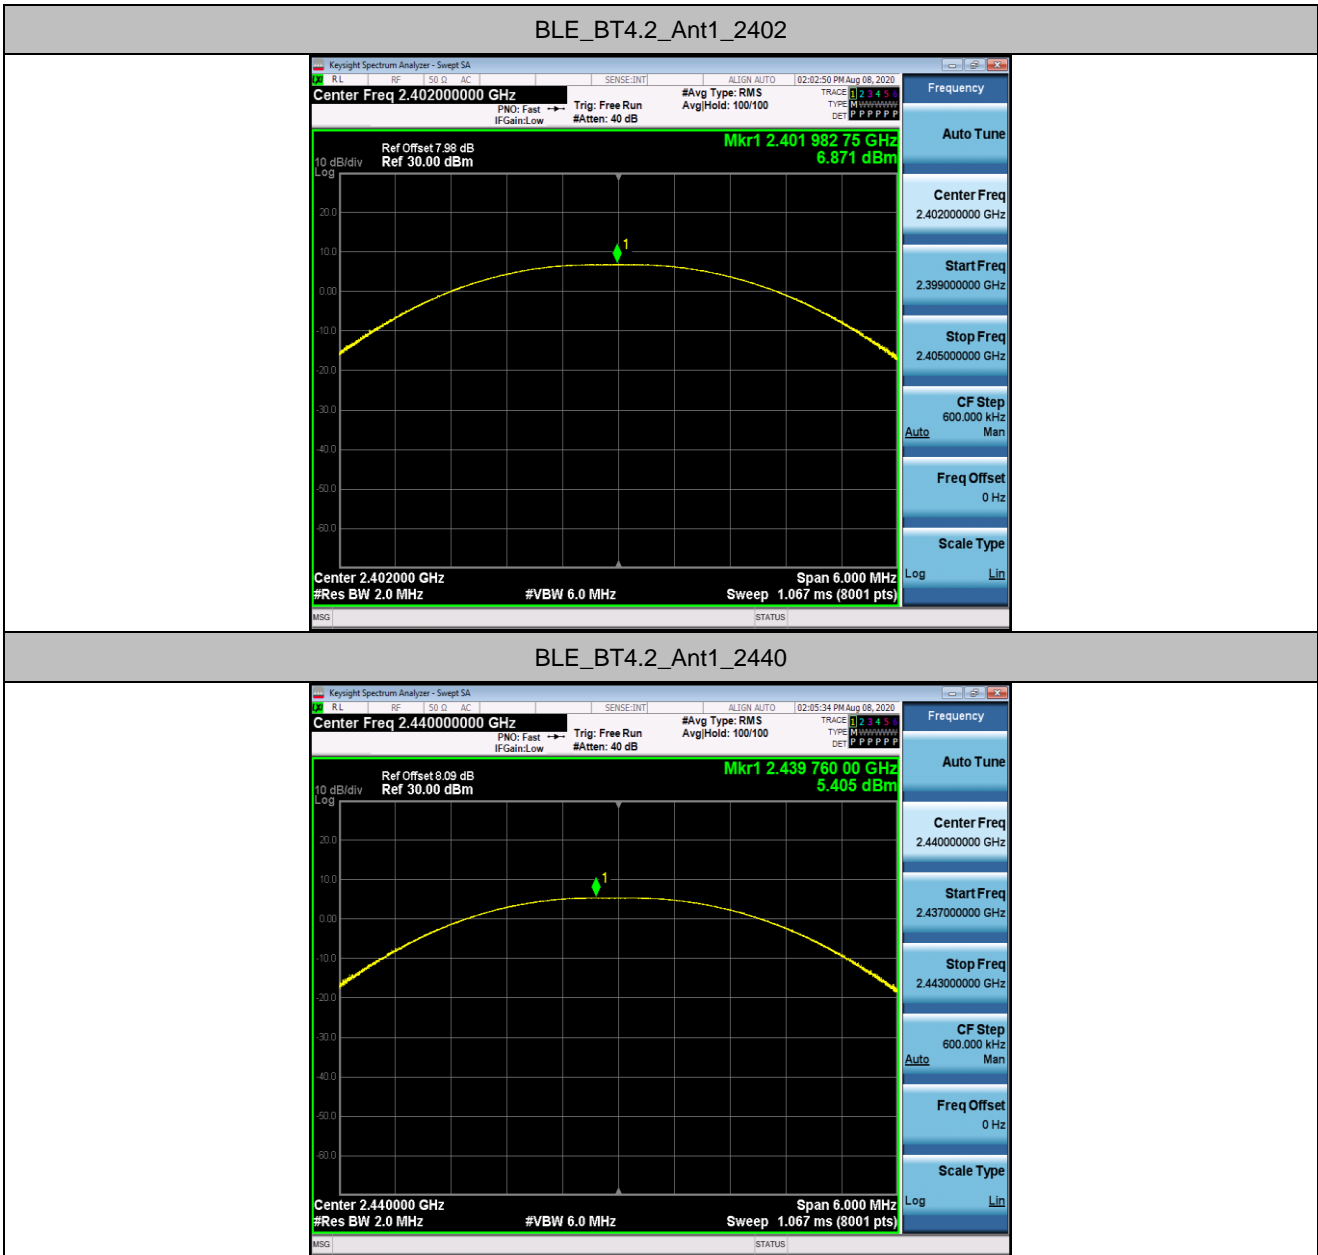 BLE_BT4.2_Ant1_2402
Keysight Spectrum Analyzer - Swept SA
RL RF 50 Ω AC SENSE:INT ALIGN AUTO 02:02:50 PM Aug 08, 2020
Center Freq 2.402000000 GHz
PNO: Fast
IFGain:Low
Trig: Free Run
#Atten: 40 dB
#Avg Type: RMS
Avg|Hold: 100/100
TRACE 1 2 3 4 5 6
TYPE M WWWWW
DET P P P P P P
Mkr1 2.401 982 75 GHz
6.871 dBm
Ref Offset 7.98 dB
10 dB/div Ref 30.00 dBm
Log
20.0
10.0
0.00
-10.0
-20.0
-30.0
-40.0
-50.0
-60.0
1
Center 2.402000 GHz Span 6.000 MHz
#Res BW 2.0 MHz #VBW 6.0 MHz Sweep 1.067 ms (8001 pts)
MSG STATUS
Frequency
Auto Tune
Center Freq
2.402000000 GHz
Start Freq
2.399000000 GHz
Stop Freq
2.405000000 GHz
CF Step
600.000 kHz
Auto Man
Freq Offset
0 Hz
Scale Type
Log Lin
BLE_BT4.2_Ant1_2440
Keysight Spectrum Analyzer - Swept SA
RL RF 50 Ω AC SENSE:INT ALIGN AUTO 02:05:34 PM Aug 08, 2020
Center Freq 2.440000000 GHz
PNO: Fast
IFGain:Low
Trig: Free Run
#Atten: 40 dB
#Avg Type: RMS
Avg|Hold: 100/100
TRACE 1 2 3 4 5 6
TYPE M WWWWW
DET P P P P P P
Mkr1 2.439 760 00 GHz
5.405 dBm
Ref Offset 8.09 dB
10 dB/div Ref 30.00 dBm
Log
20.0
10.0
0.00
-10.0
-20.0
-30.0
-40.0
-50.0
-60.0
1
Center 2.440000 GHz Span 6.000 MHz
#Res BW 2.0 MHz #VBW 6.0 MHz Sweep 1.067 ms (8001 pts)
MSG STATUS
Frequency
Auto Tune
Center Freq
2.440000000 GHz
Start Freq
2.437000000 GHz
Stop Freq
2.443000000 GHz
CF Step
600.000 kHz
Auto Man
Freq Offset
0 Hz
Scale Type
Log Lin